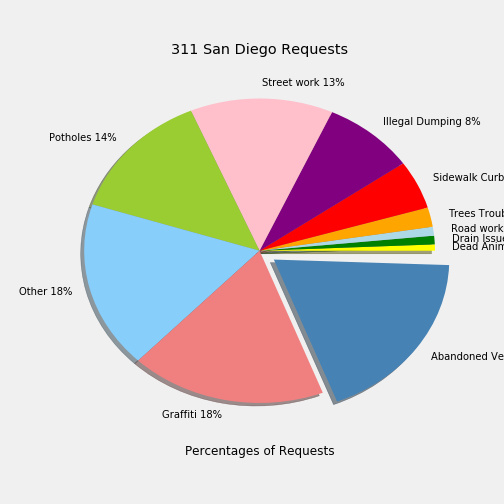 311 San Diego Requests
Street work 13%
Illegal Dumping 8%
Potholes 14%
Sidewalk Curb
Trees Troub
Road work
Drain Issue
Dead Anim
Other 18%
Abandoned Ve
Graffiti 18%
Percentages of Requests